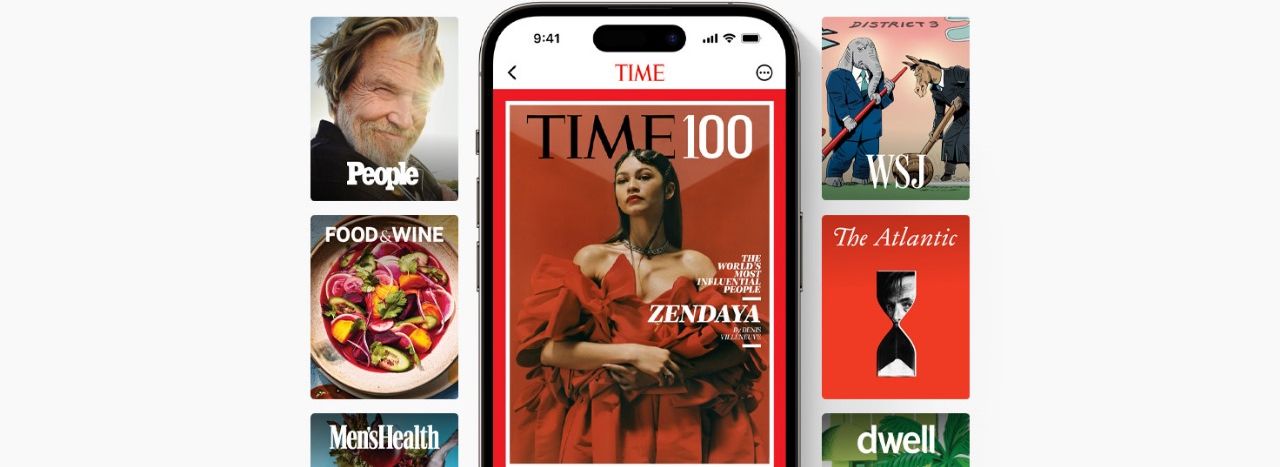 People
FOOD&WINE
Men'sHealth
9:41
TIME
TIME 100
THE
WORLD'S
MOST
INFLUENTIAL
PEOPLE
ZENDAYA
By DENIS
VILLENEUVE
DISTRICT 3
WSJ
The Atlantic
dwell